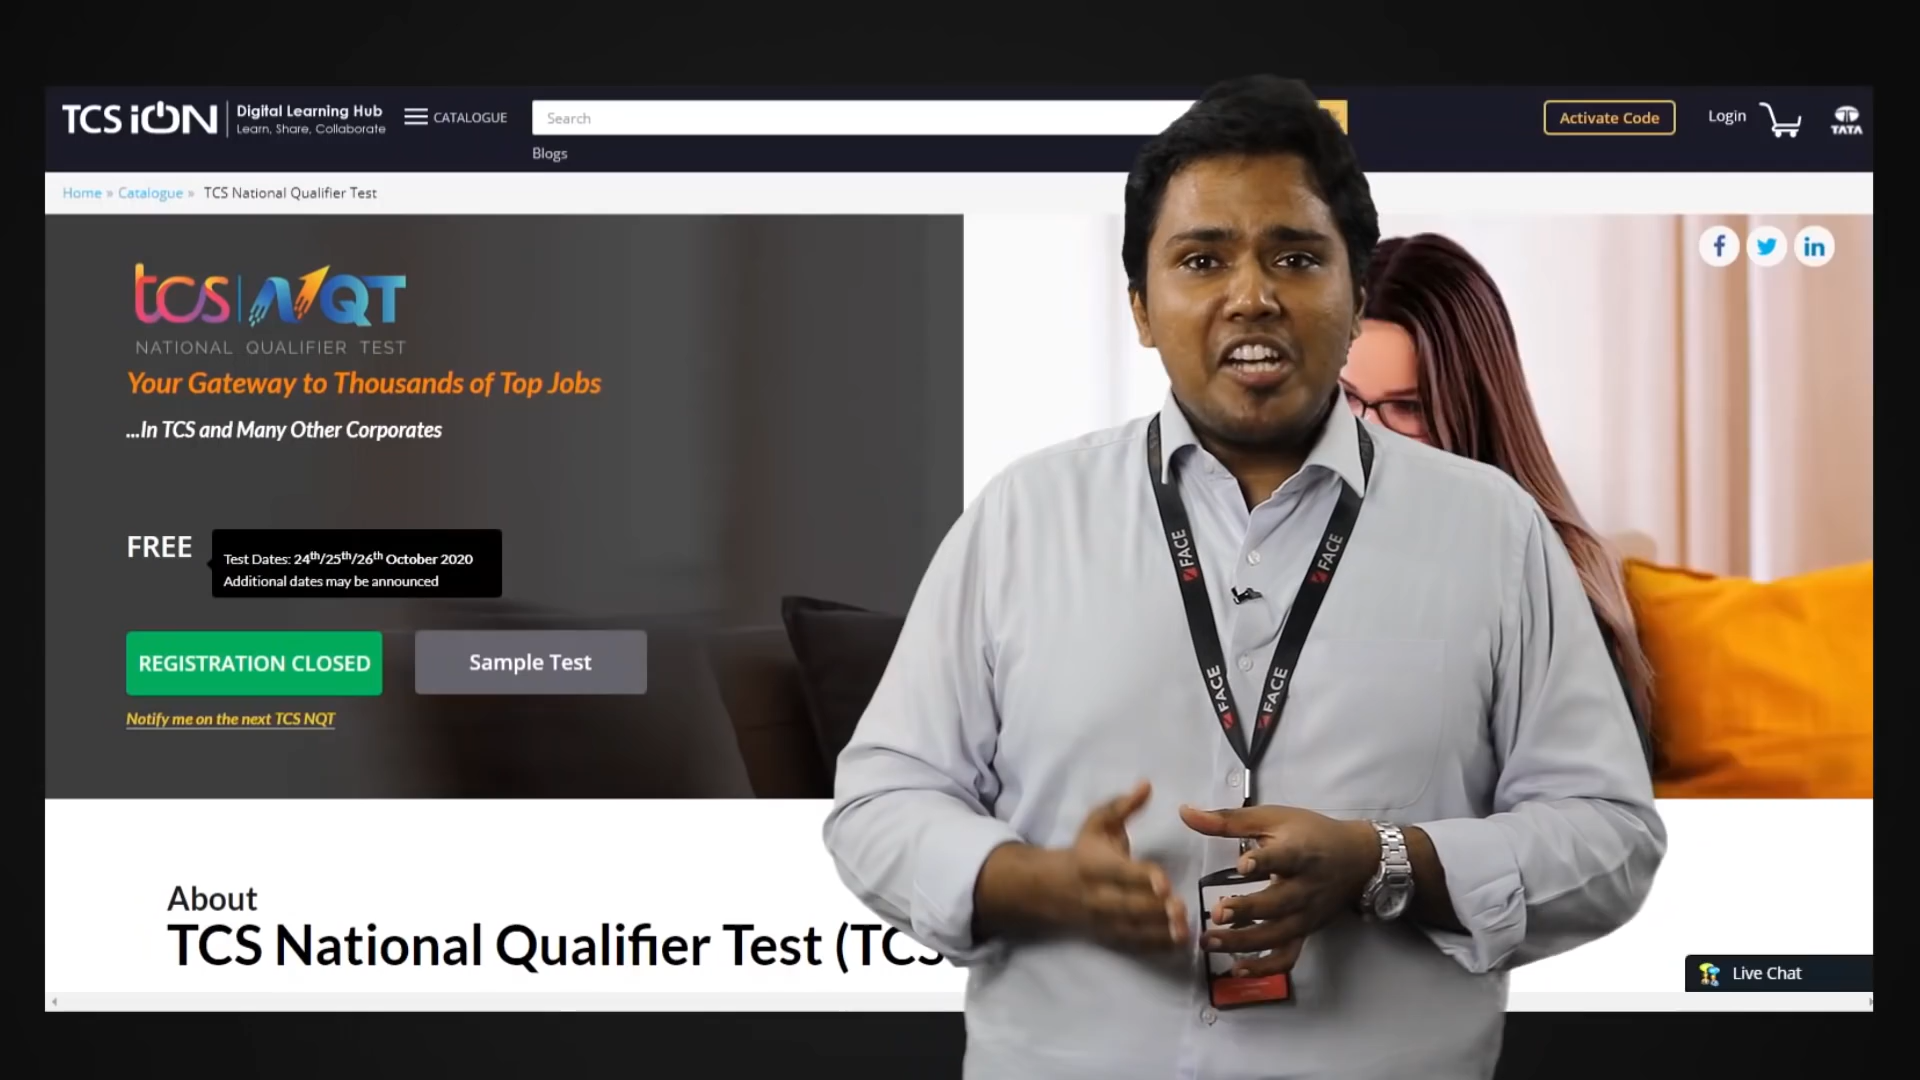 TCS iON
Digital Learning Hub
Learn, Share, Collaborate
CATALOGUE
Search
Activate Code
Login
TATA
Blogs
Home » Catalogue » TCS National Qualifier Test
tcs NQT
NATIONAL QUALIFIER TEST
Your Gateway to Thousands of Top Jobs
...In TCS and Many Other Corporates
FREE
Test Dates: 24th/25th/26th October 2020
Additional dates may be announced
REGISTRATION CLOSED
Sample Test
Notify me on the next TCS NQT
f
in
FACE
FACE
FACE
FACE
About
TCS National Qualifier Test (TCS
Live Chat